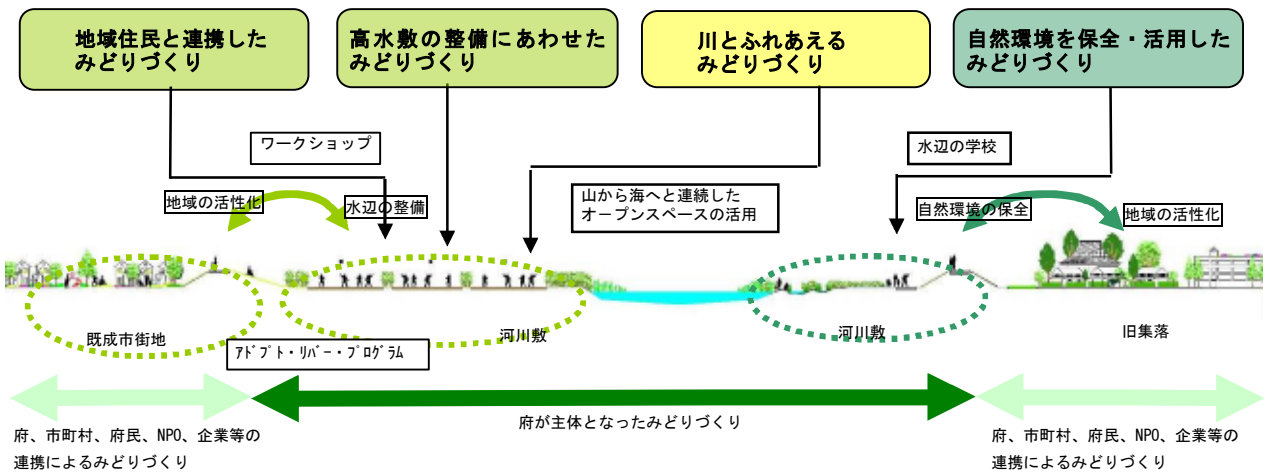 地域住民と連携した
みどりづくり
高水敷の整備にあわせた
みどりづくり
川とふれあえる
みどりづくり
自然環境を保全・活用した
みどりづくり
ワークショップ
水辺の学校
地域の活性化
水辺の整備
山から海へと連続した
オープンスペースの活用
自然環境の保全
地域の活性化
既成市街地
河川敷
河川敷
旧集落
ｱﾄﾞﾌﾟﾄ・ﾘﾊﾞｰ・ﾌﾟﾛｸﾞﾗﾑ
府が主体となったみどりづくり
府、市町村、府民、NPO、企業等の
連携によるみどりづくり
府、市町村、府民、NPO、企業等の
連携によるみどりづくり